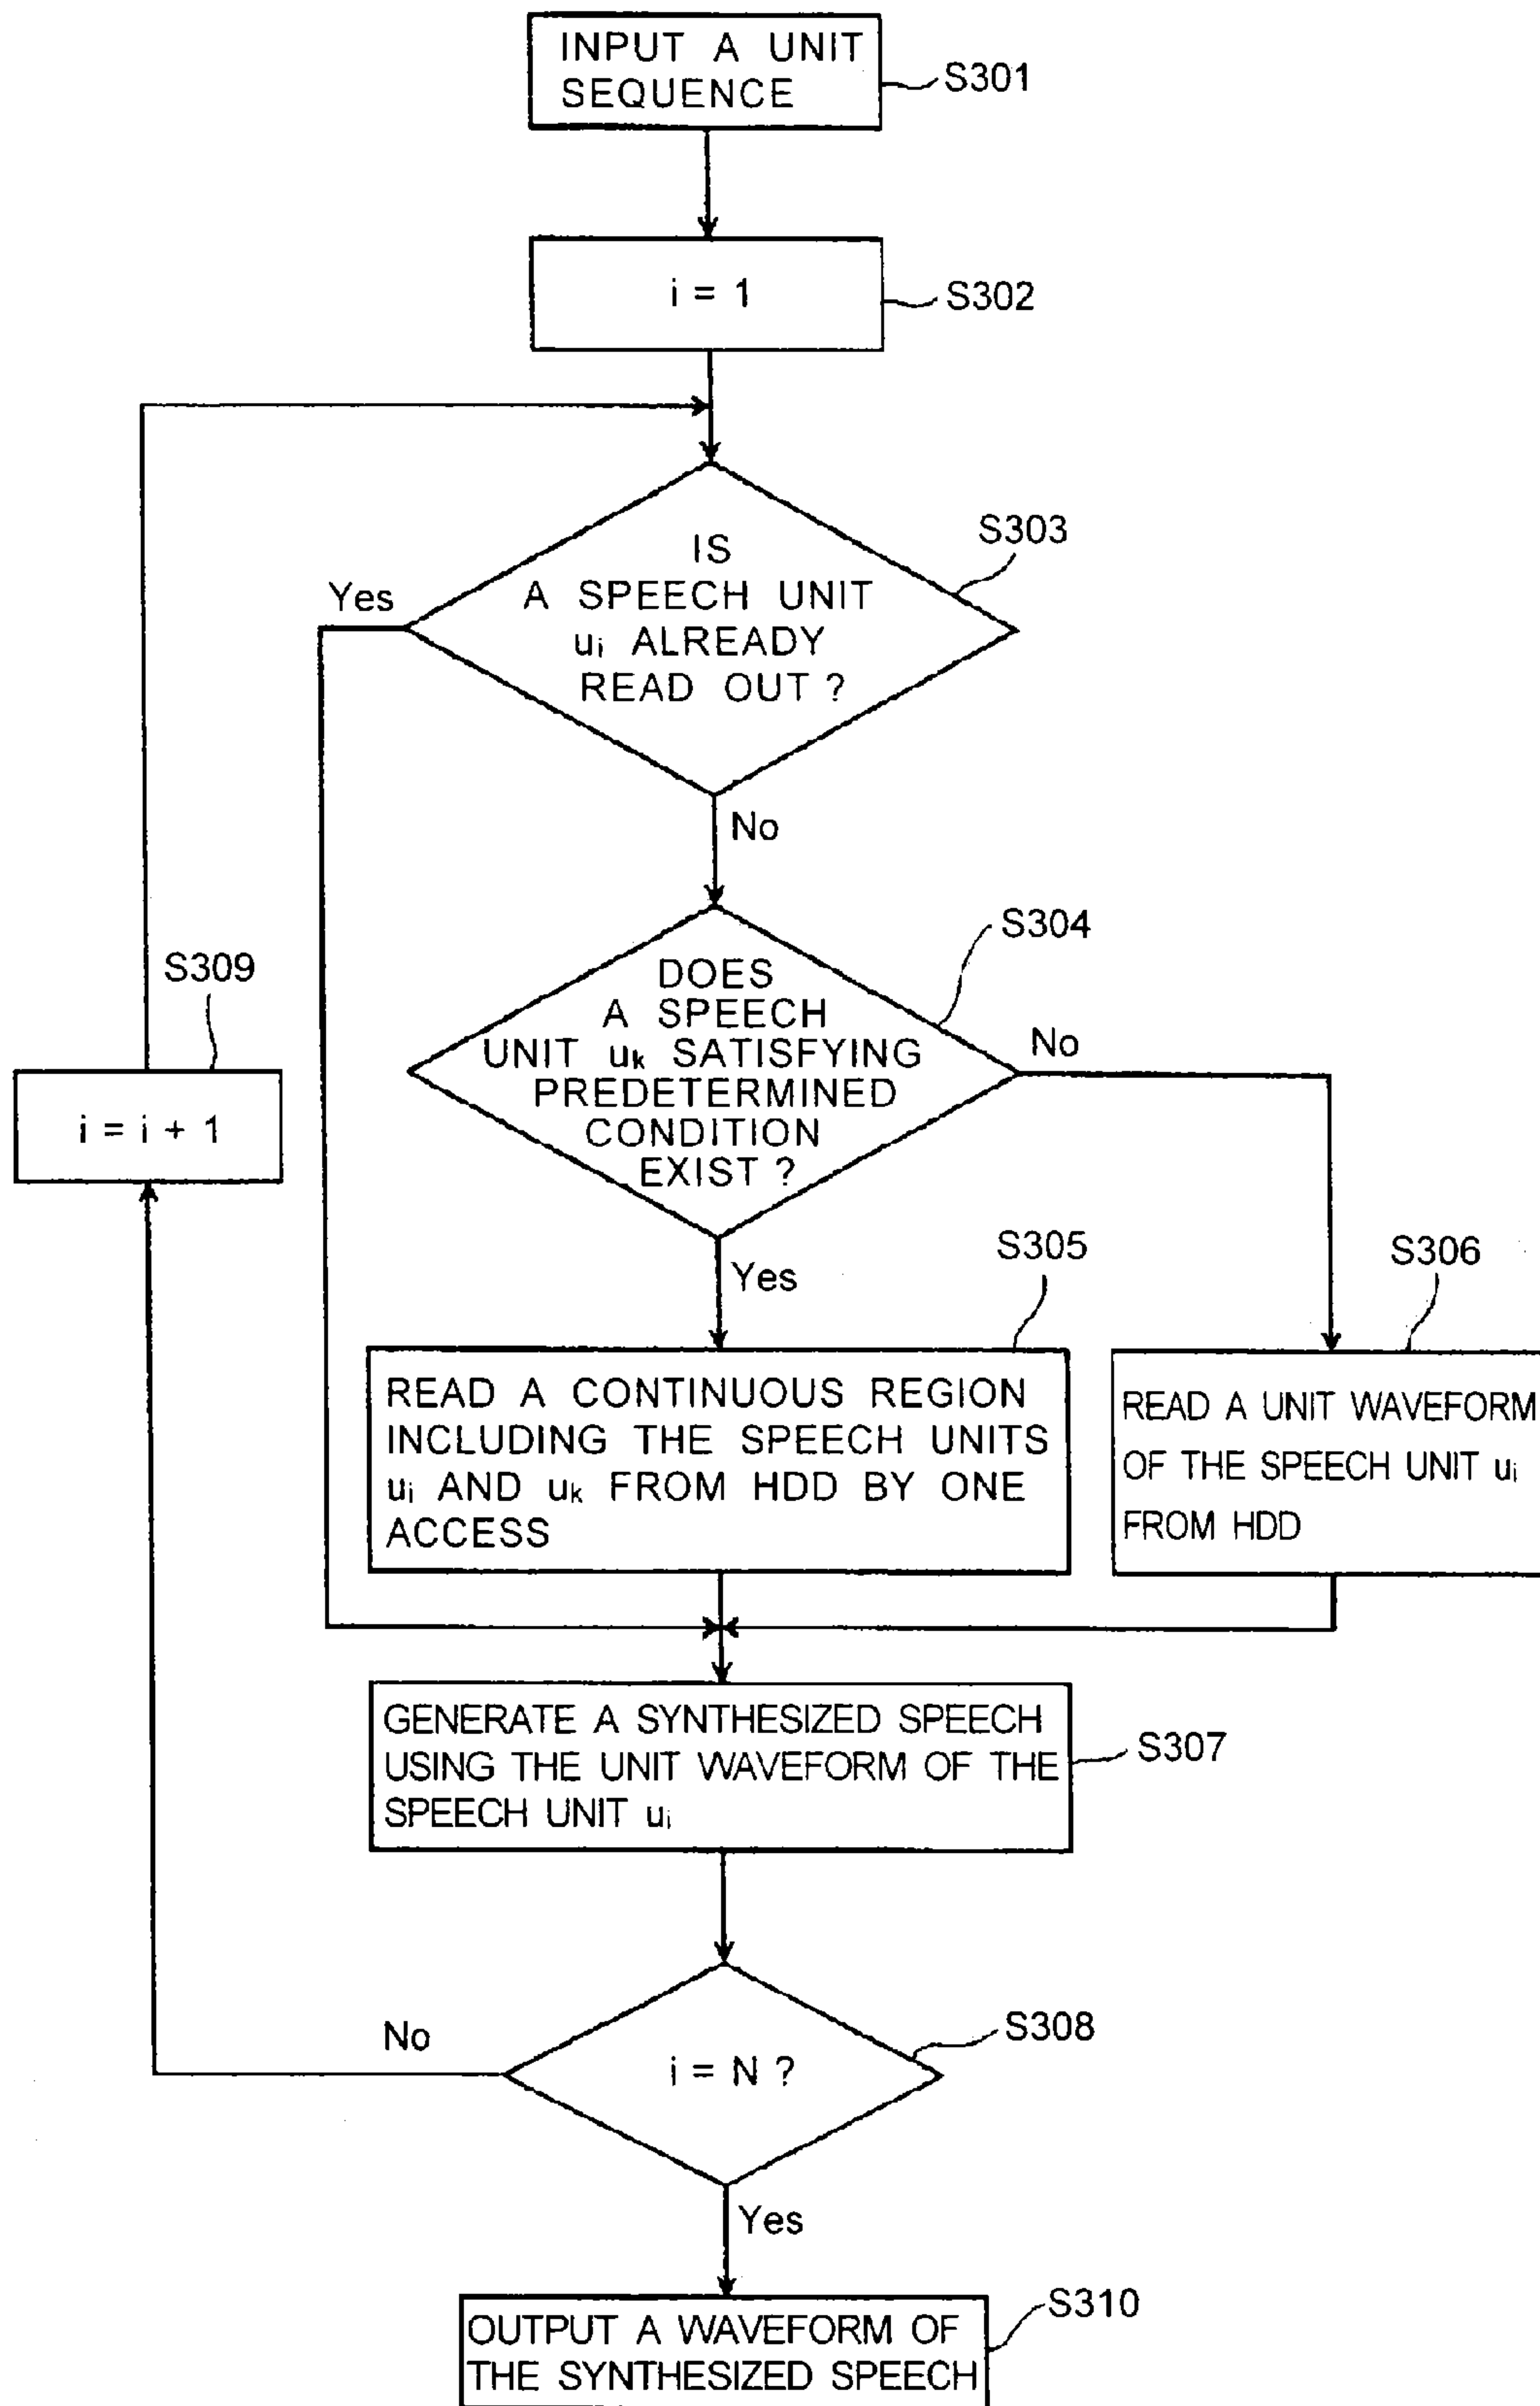 INPUT A UNIT
SEQUENCE
S301
i = 1
S302
IS
A SPEECH UNIT
ui ALREADY
READ OUT ?
S303
Yes
No
DOES
A SPEECH
UNIT uk SATISFYING
PREDETERMINED
CONDITION
EXIST ?
S304
No
Yes
S309
i = i + 1
S305
READ A CONTINUOUS REGION
INCLUDING THE SPEECH UNITS
ui AND uk FROM HDD BY ONE
ACCESS
S306
READ A UNIT WAVEFORM
OF THE SPEECH UNIT ui
FROM HDD
GENERATE A SYNTHESIZED SPEECH
USING THE UNIT WAVEFORM OF THE
SPEECH UNIT ui
S307
i = N ?
S308
No
Yes
OUTPUT A WAVEFORM OF
THE SYNTHESIZED SPEECH
S310